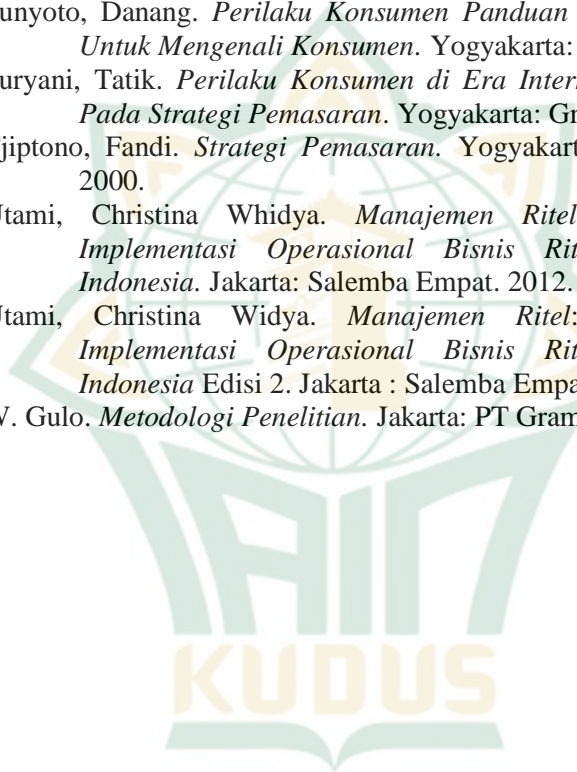 unyoto, Danang. Perilaku Konsumen Panduan
Untuk Mengenali Konsumen. Yogyakarta:
uryani, Tatik. Perilaku Konsumen di Era Inter
Pada Strategi Pemasaran. Yogyakarta: Gr
jiptono, Fandi. Strategi Pemasaran. Yogyakart
2000.
Utami, Christina Whidya. Manajemen Ritel
Implementasi Operasional Bisnis Rit
Indonesia. Jakarta: Salemba Empat. 2012.
Utami, Christina Widya. Manajemen Ritel:
Implementasi Operasional Bisnis Rit
Indonesia Edisi 2. Jakarta : Salemba Empa
W. Gulo. Metodologi Penelitian. Jakarta: PT Gram
IAIN
KUDUS